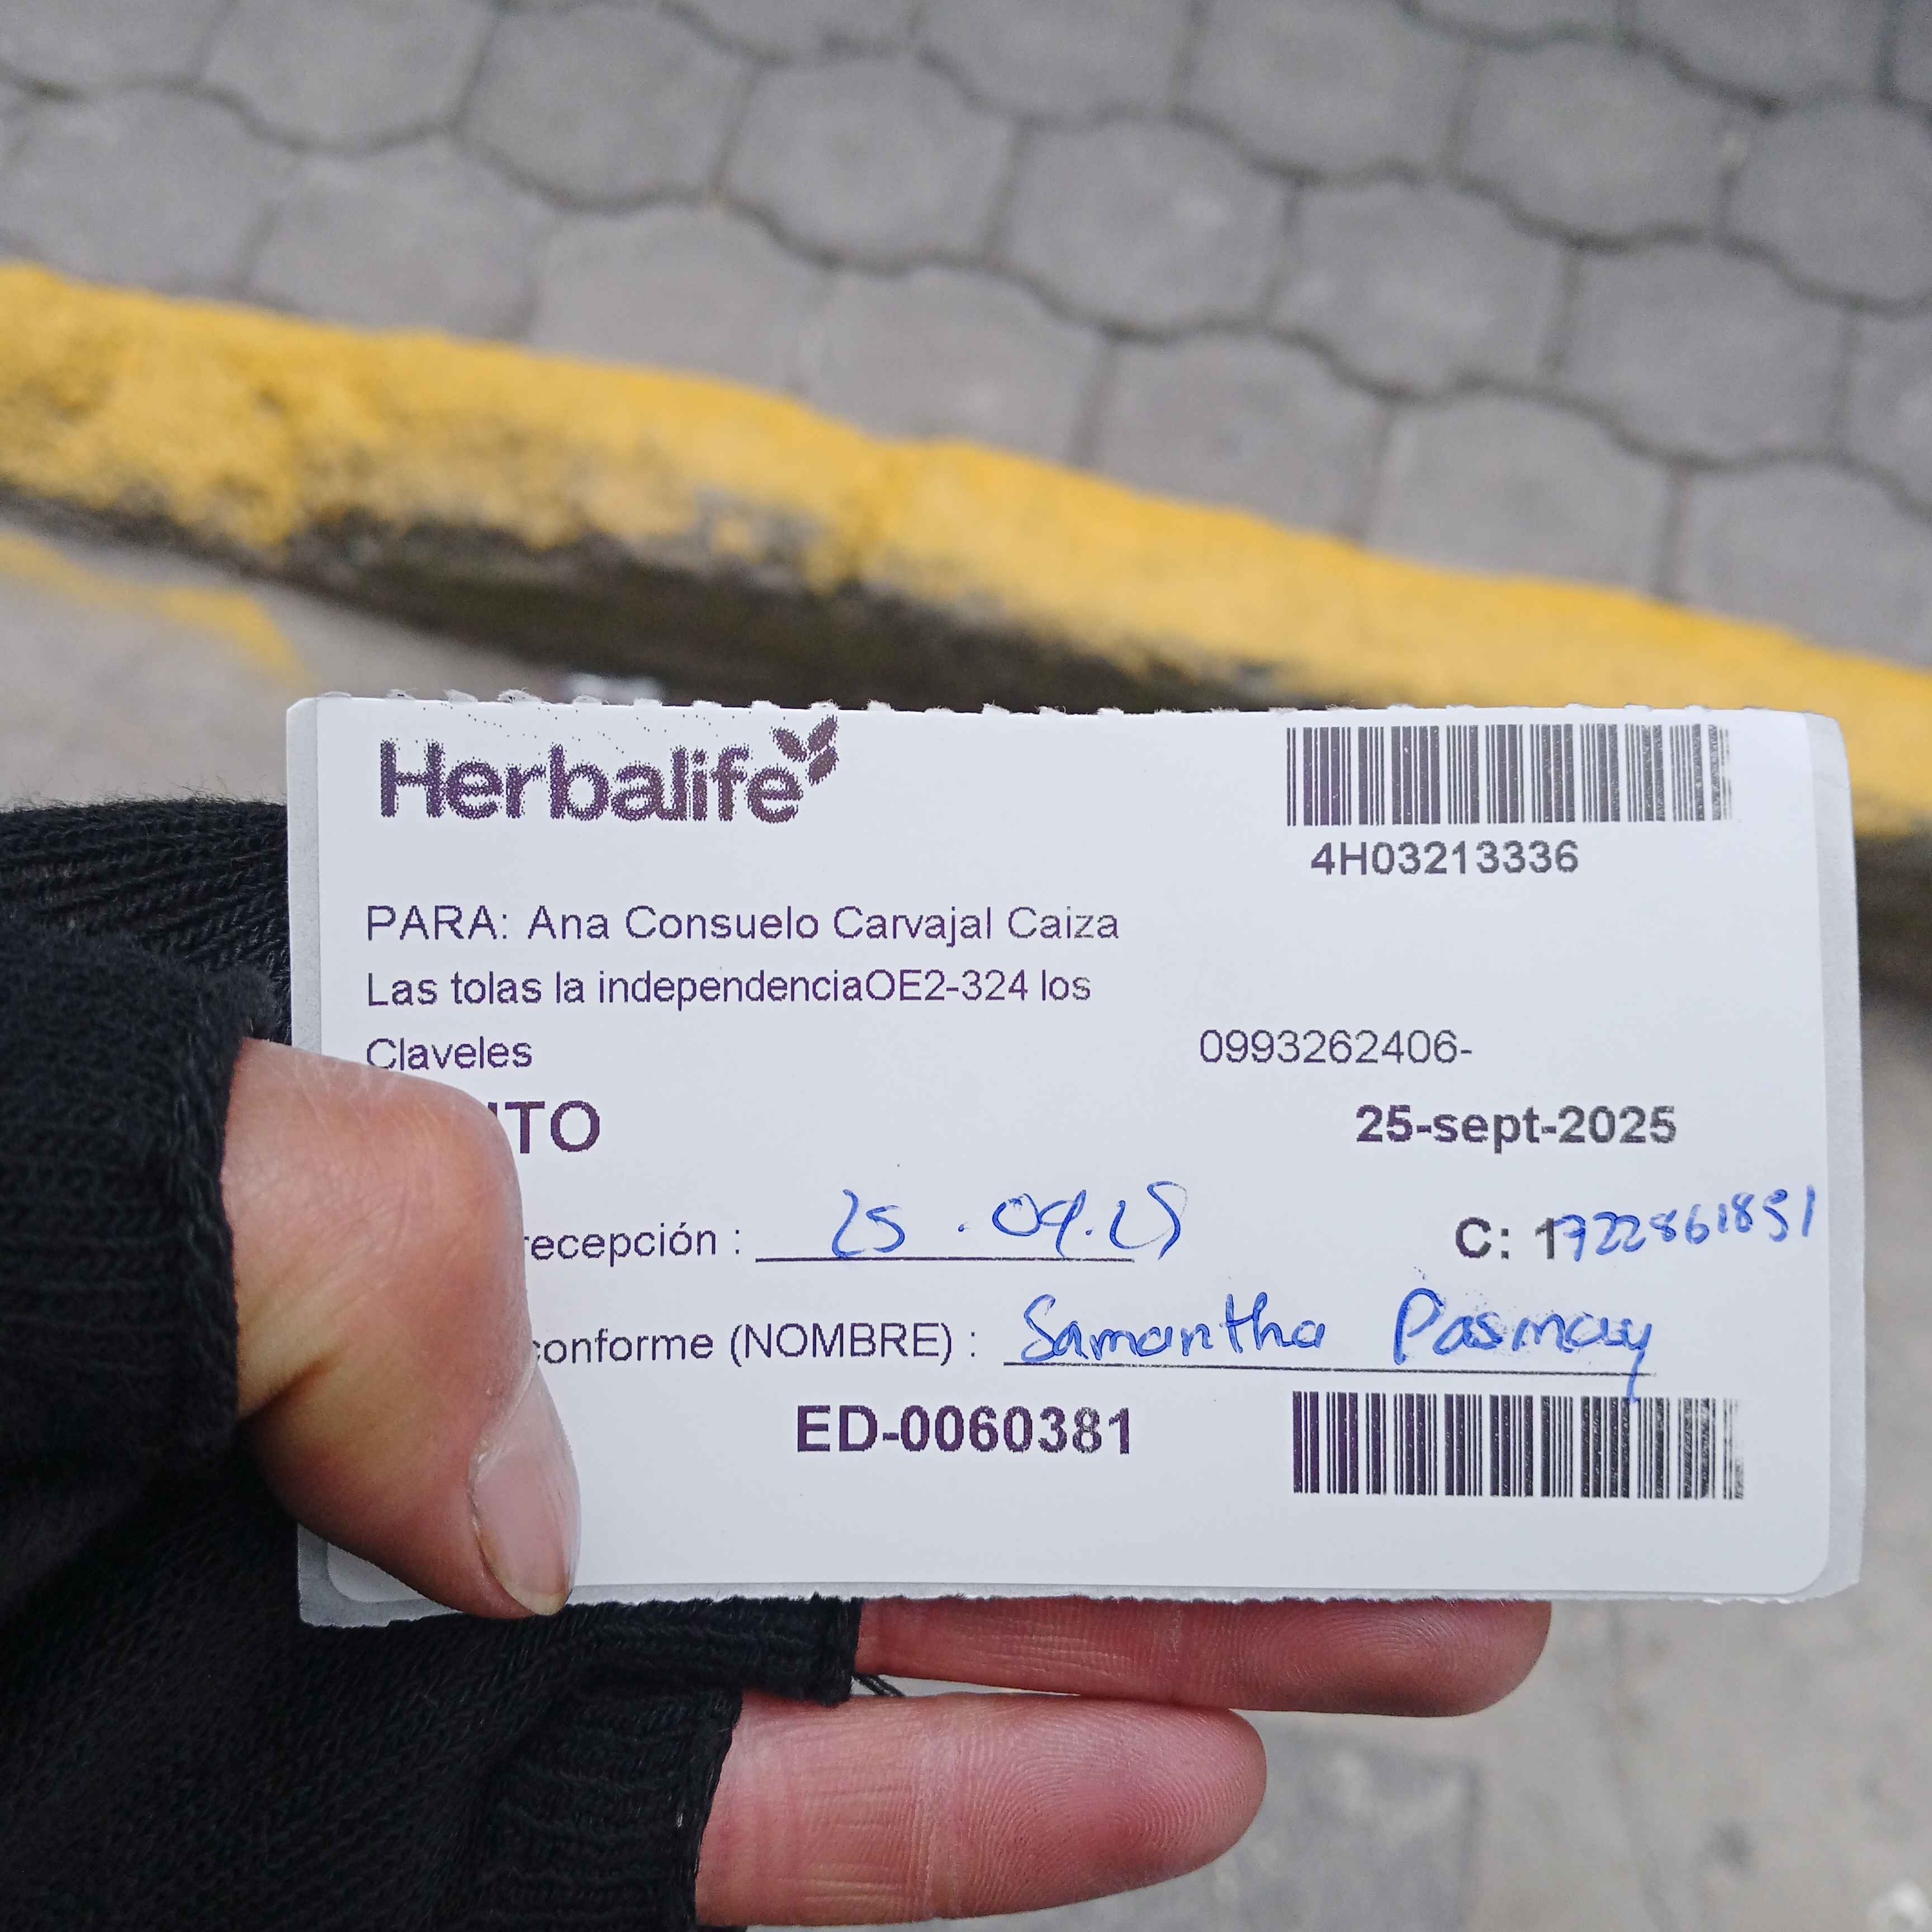 Herbalife
4H03213336
PARA: Ana Consuelo Carvajal Caiza
Las tolas la independenciaOE2-324 los
Claveles
0993262406-
ITO
25-sept-2025
recepción : 25.09.25
C: 1722861851
conforme (NOMBRE) : Samantha Pasmay
ED-0060381